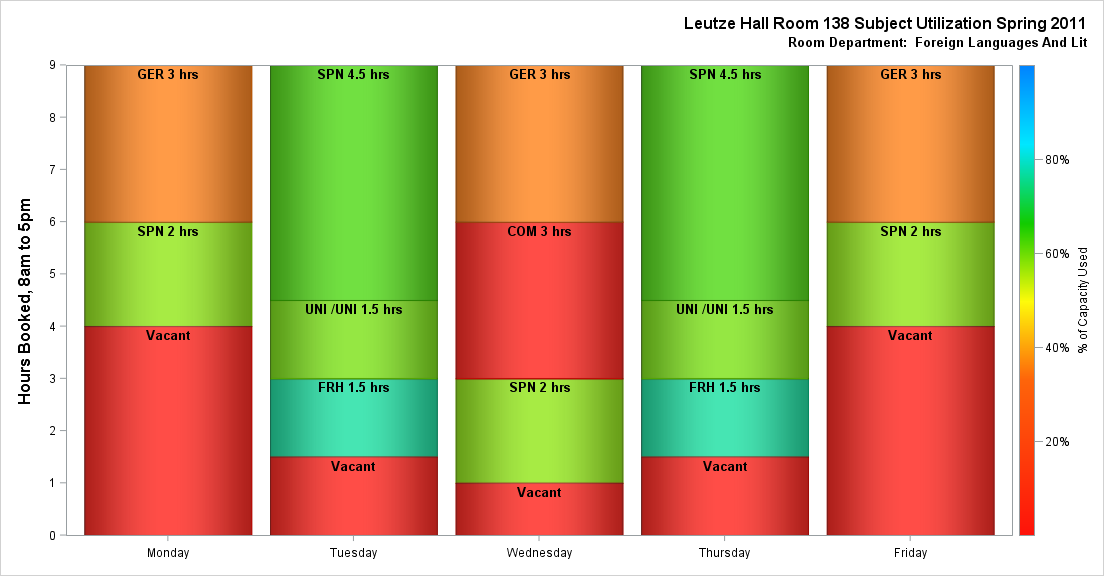 Leutze Hall Room 138 Subject Utilization Spring 2011
Room Department:  Foreign Languages And Lit
Hours Booked, 8am to 5pm
9
8
7
6
5
4
3
2
1
0
GER 3 hrs
SPN 2 hrs
Vacant
Monday
SPN 4.5 hrs
UNI /UNI 1.5 hrs
FRH 1.5 hrs
Vacant
Tuesday
GER 3 hrs
COM 3 hrs
SPN 2 hrs
Vacant
Wednesday
SPN 4.5 hrs
UNI /UNI 1.5 hrs
FRH 1.5 hrs
Vacant
Thursday
GER 3 hrs
SPN 2 hrs
Vacant
Friday
80%
60%
40%
20%
% of Capacity Used